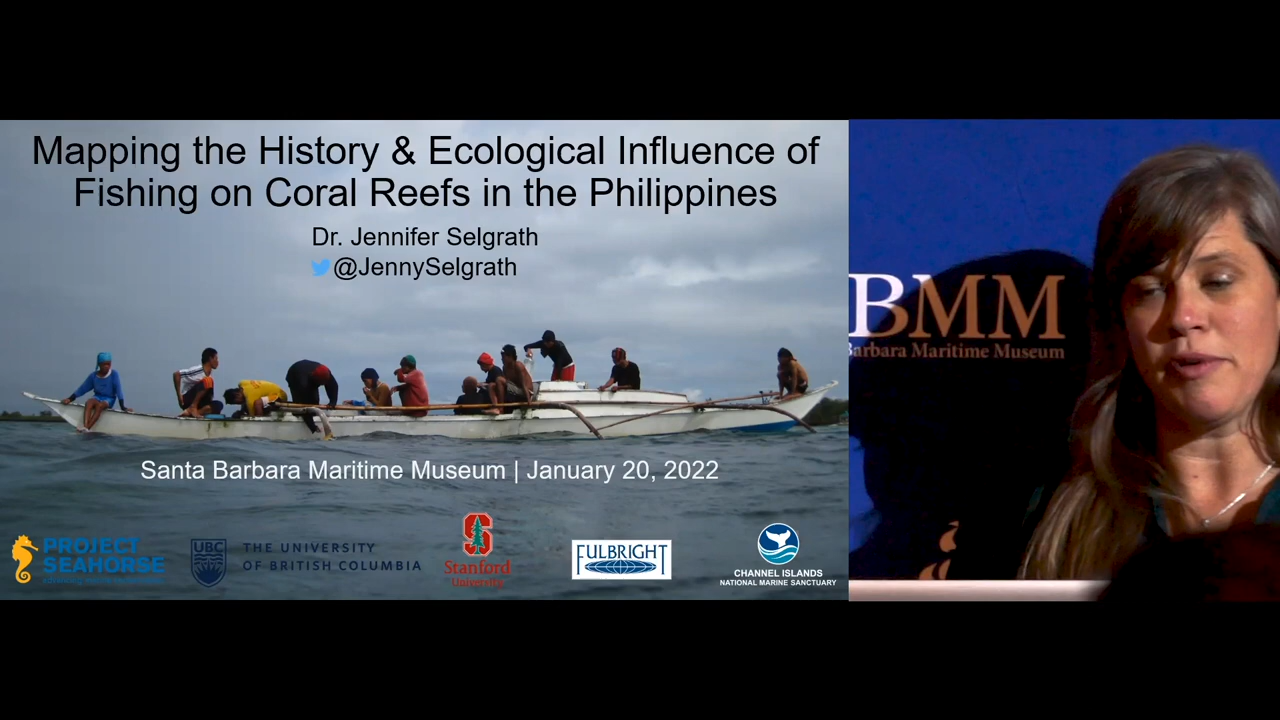 Mapping the History & Ecological Influence of
Fishing on Coral Reefs in the Philippines
Dr. Jennifer Selgrath
@JennySelgrath
Santa Barbara Maritime Museum | January 20, 2022
PROJECT
SEAHORSE
UBC
THE UNIVERSITY
OF BRITISH COLUMBIA
Stanford
University
FULBRIGHT
CHANNEL ISLANDS
NATIONAL MARINE SANCTUARY
BMM
Barbara Maritime Museum